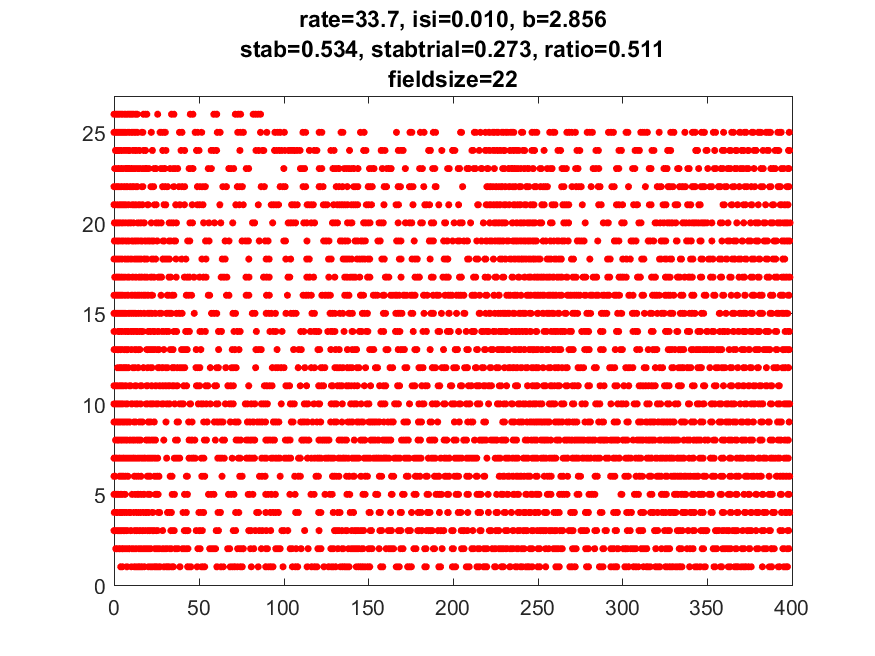 rate=33.7, isi=0.010, b=2.856
stab=0.534, stabtrial=0.273, ratio=0.511
fieldsize=22
25
20
15
10
5
0
0 50 100 150 200 250 300 350 400